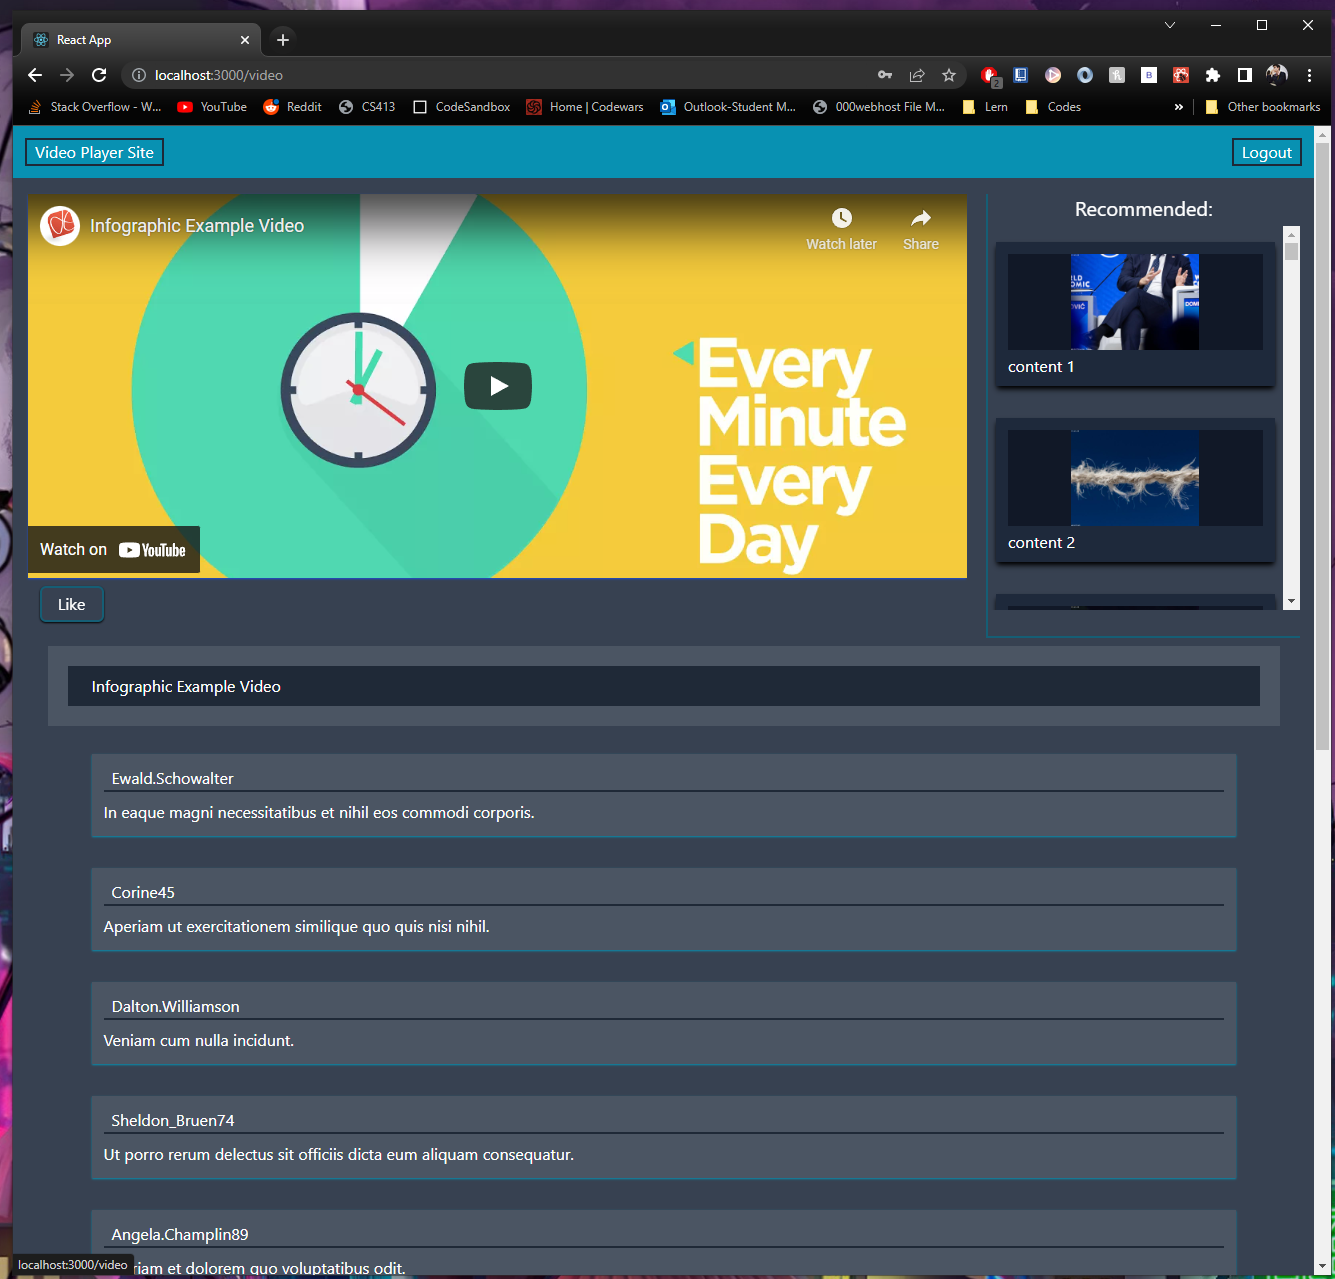 React App
localhost:3000/video
2
Stack Overflow - W...
YouTube
Reddit
CS413
CodeSandbox
Home | Codewars
Outlook-Student M...
000webhost File M...
Lern
Codes
»
Other bookmarks
Video Player Site
Logout
Infographic Example Video
Watch later
Share
Every
Minute
Every
Day
Watch on YouTube
Like
Recommended:
content 1
content 2
Infographic Example Video
Ewald.Schowalter
In eaque magni necessitatibus et nihil eos commodi corporis.
Corine45
Aperiam ut exercitationem similique quo quis nisi nihil.
Dalton.Williamson
Veniam cum nulla incidunt.
Sheldon_Bruen74
Ut porro rerum delectus sit officiis dicta eum aliquam consequatur.
Angela.Champlin89
et dolorem quo voluptatibus odit.
localhost:3000/video